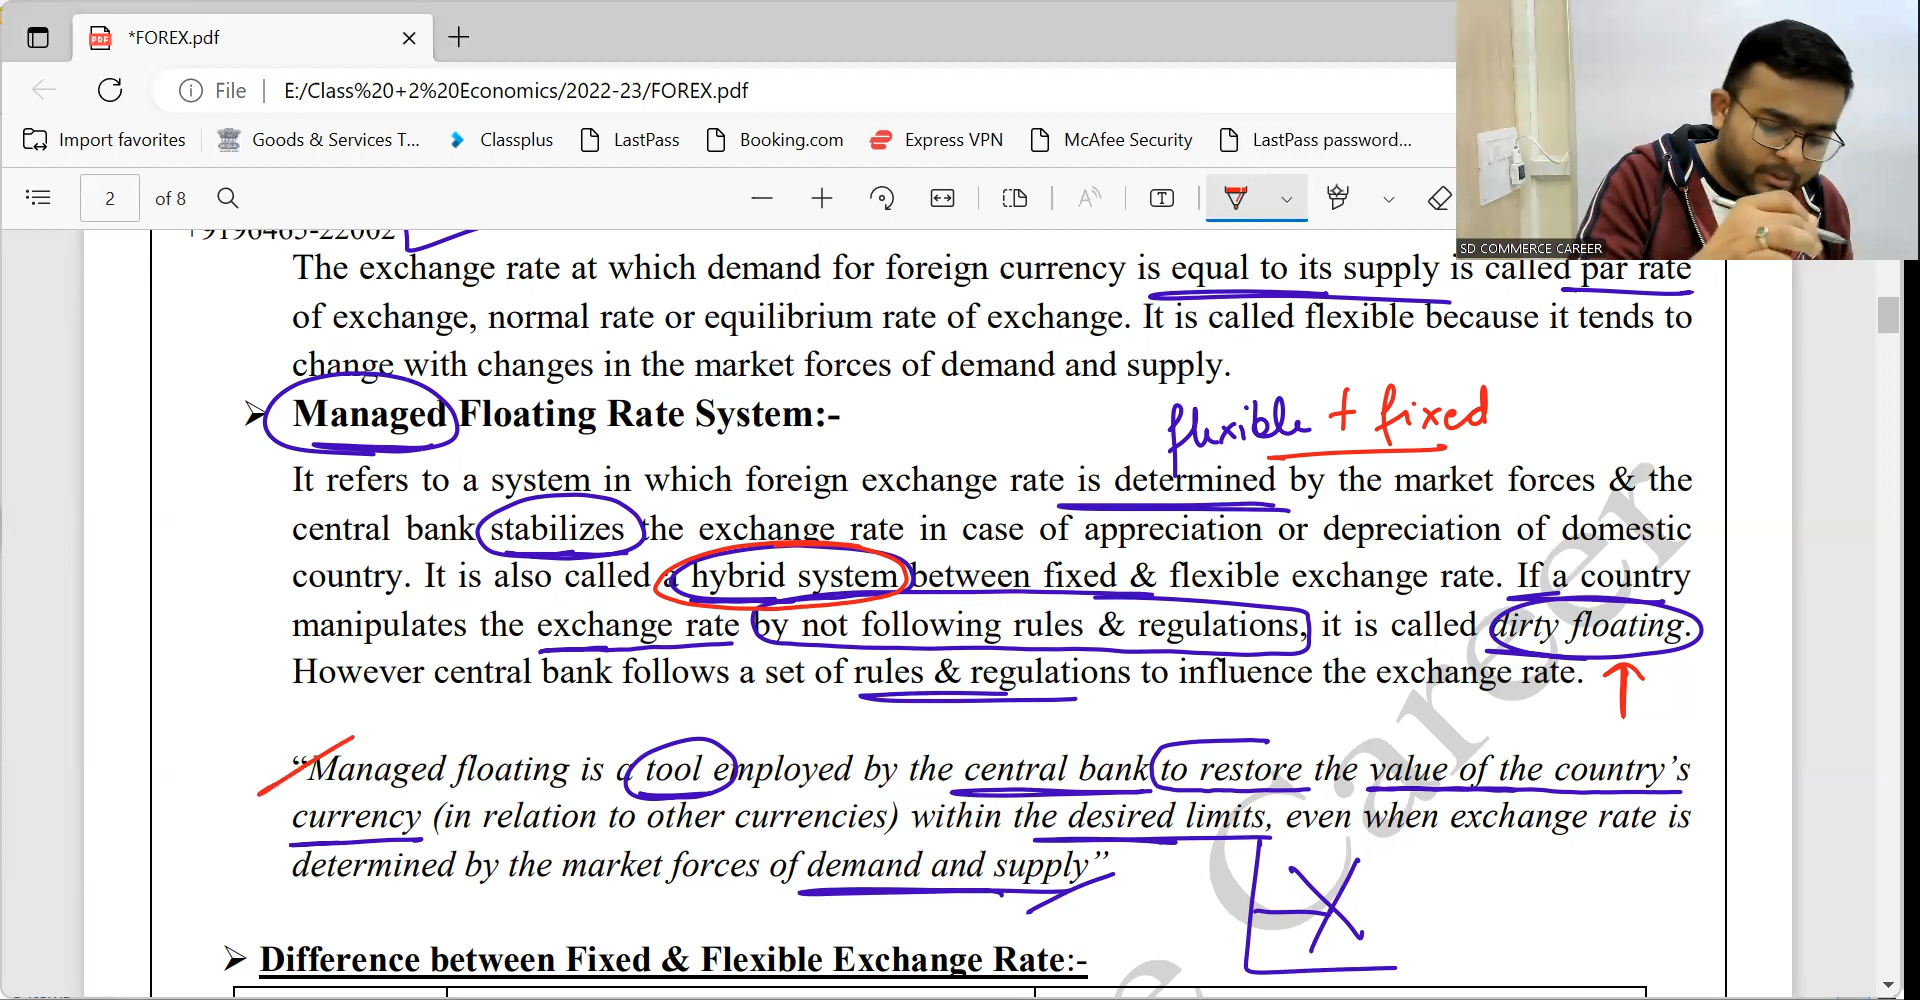 *FOREX.pdf
File E:/Class%20+2%20Economics/2022-23/FOREX.pdf
Import favorites Goods & Services T... Classplus LastPass Booking.com Express VPN McAfee Security LastPass password...
2 of 8
SD COMMERCE CAREER
The exchange rate at which demand for foreign currency is equal to its supply is called par rate
of exchange, normal rate or equilibrium rate of exchange. It is called flexible because it tends to
change with changes in the market forces of demand and supply.
➢ Managed Floating Rate System:-
flexible + fixed
It refers to a system in which foreign exchange rate is determined by the market forces & the
central bank stabilizes the exchange rate in case of appreciation or depreciation of domestic
country. It is also called a hybrid system between fixed & flexible exchange rate. If a country
manipulates the exchange rate by not following rules & regulations, it is called dirty floating.
However central bank follows a set of rules & regulations to influence the exchange rate.
“Managed floating is a tool employed by the central bank to restore the value of the country’s
currency (in relation to other currencies) within the desired limits, even when exchange rate is
determined by the market forces of demand and supply”
➢ Difference between Fixed & Flexible Exchange Rate:-
Career